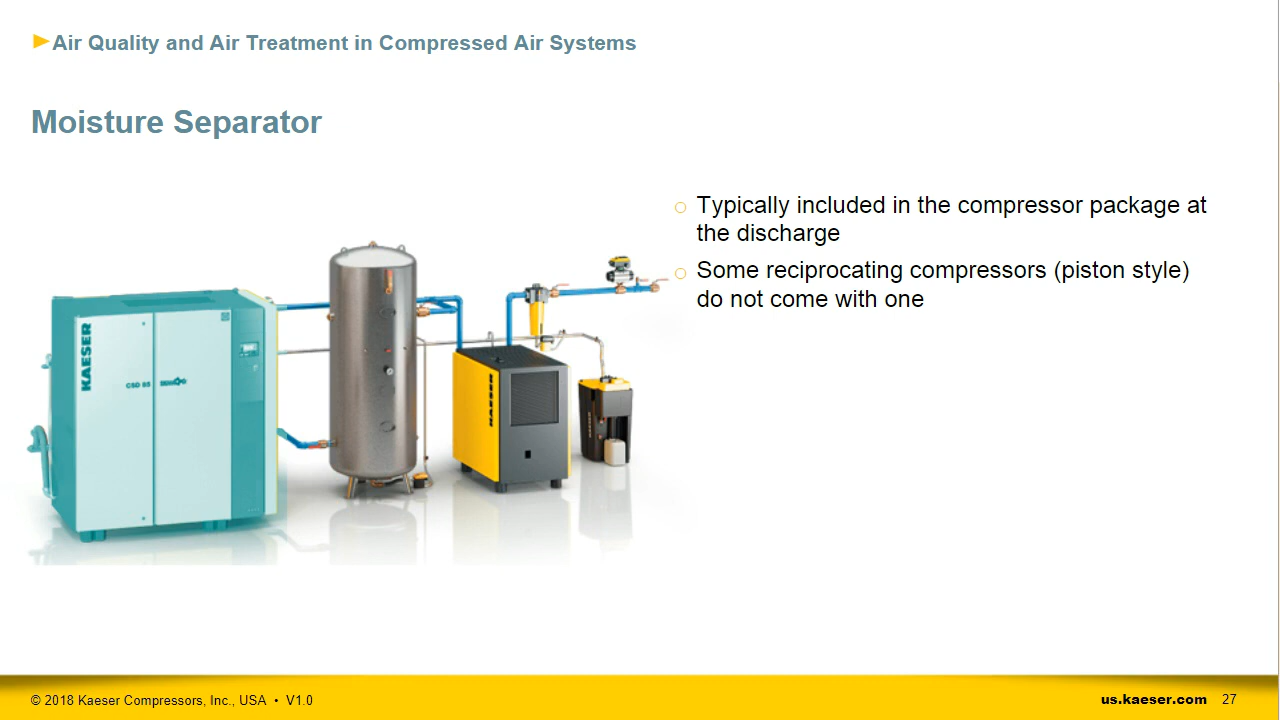 Air Quality and Air Treatment in Compressed Air Systems
Moisture Separator
Typically included in the compressor package at
the discharge
Some reciprocating compressors (piston style)
do not come with one
KAESER
CSD 85
KAESER
© 2018 Kaeser Compressors, Inc., USA • V1.0
us.kaeser.com 27